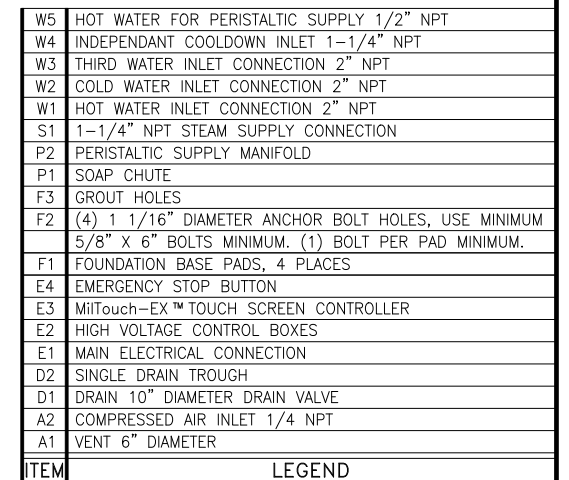 W5 HOT WATER FOR PERISTALTIC SUPPLY 1/2" NPT
W4 INDEPENDANT COOLDOWN INLET 1-1/4" NPT
W3 THIRD WATER INLET CONNECTION 2" NPT
W2 COLD WATER INLET CONNECTION 2" NPT
W1 HOT WATER INLET CONNECTION 2" NPT
S1 1-1/4" NPT STEAM SUPPLY CONNECTION
P2 PERISTALTIC SUPPLY MANIFOLD
P1 SOAP CHUTE
F3 GROUT HOLES
F2 (4) 1 1/16" DIAMETER ANCHOR BOLT HOLES, USE MINIMUM
5/8" X 6" BOLTS MINIMUM. (1) BOLT PER PAD MINIMUM.
F1 FOUNDATION BASE PADS, 4 PLACES
E4 EMERGENCY STOP BUTTON
E3 MilTouch-EX™ TOUCH SCREEN CONTROLLER
E2 HIGH VOLTAGE CONTROL BOXES
E1 MAIN ELECTRICAL CONNECTION
D2 SINGLE DRAIN TROUGH
D1 DRAIN 10" DIAMETER DRAIN VALVE
A2 COMPRESSED AIR INLET 1/4 NPT
A1 VENT 6" DIAMETER
ITEM LEGEND